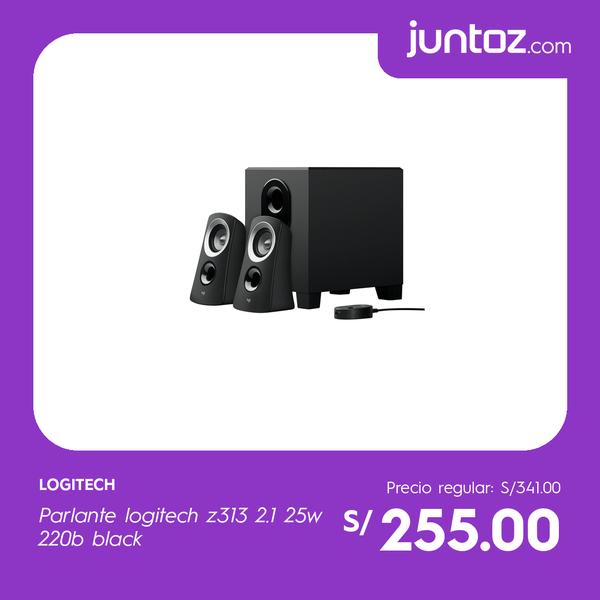 juntoz.com
LOGITECH
Parlante logitech z313 2.1 25w
220b black
Precio regular: S/341.00
S/255.00